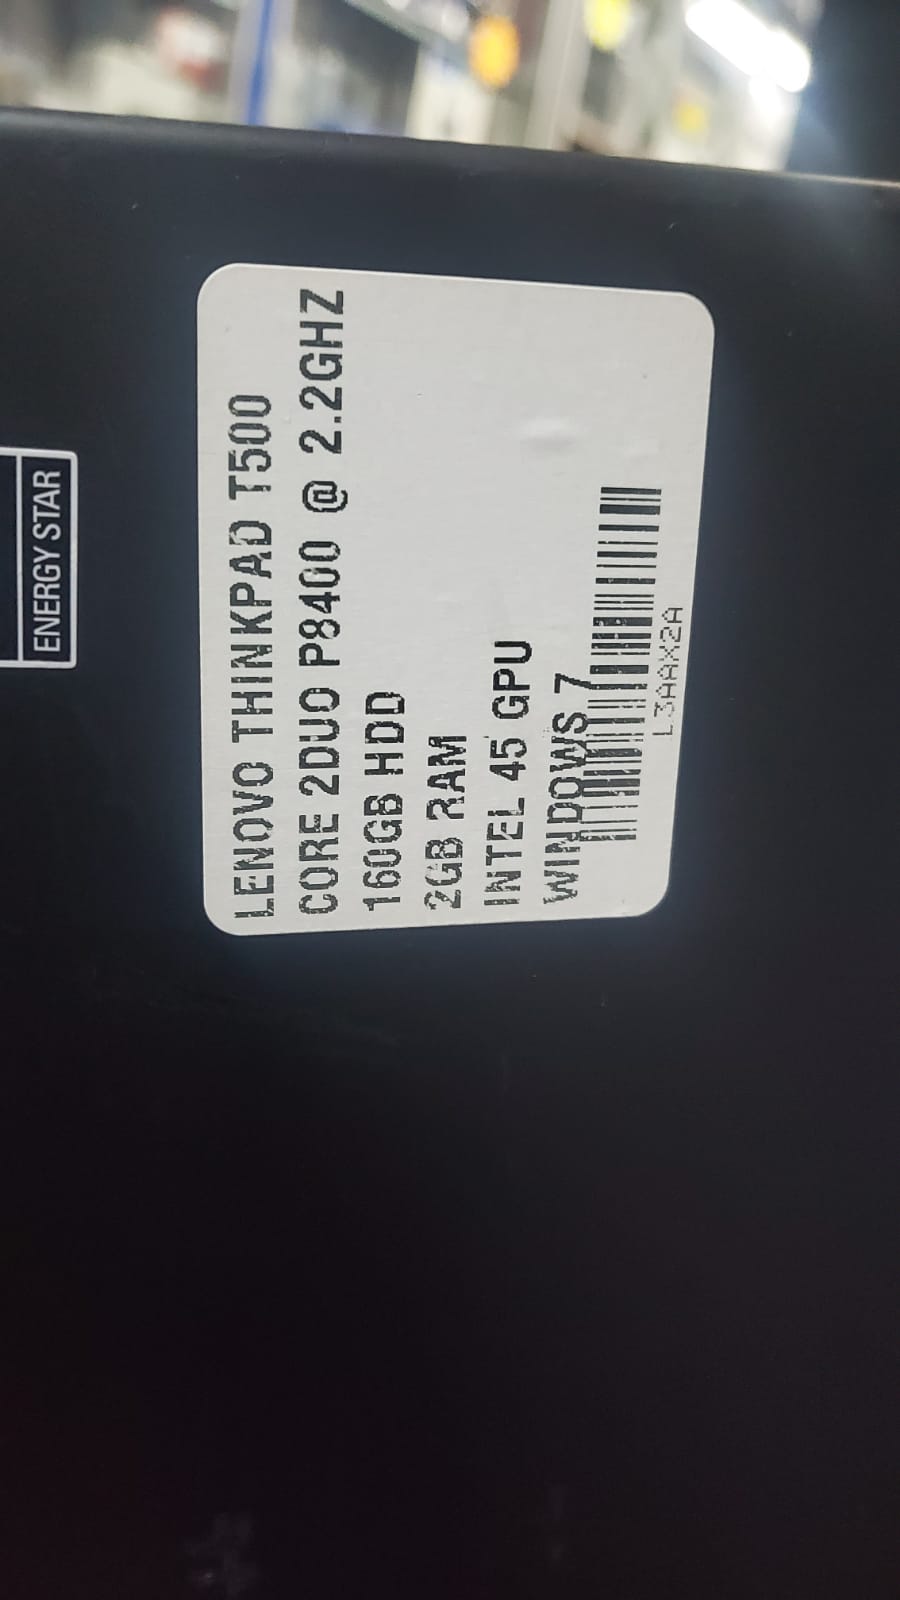 ENERGY STAR
LENOVO THINKPAD T500
CORE 2DUO P8400 @ 2.2GHZ
160GB HDD
2GB RAM
INTEL 45 GPU
WINDOWS 7
L3AAX2A